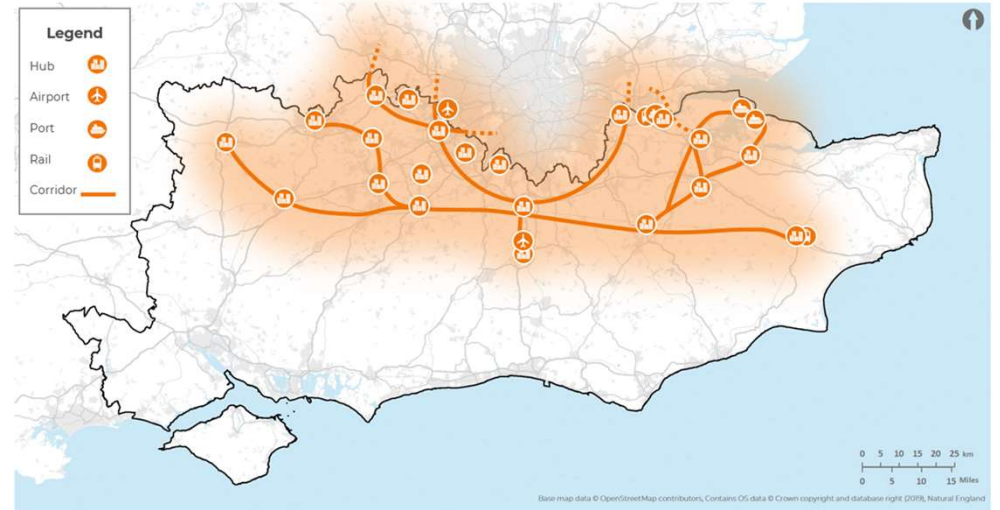 Legend
Hub
Airport
Port
Rail
Corridor
0 5 10 15 20 25 km
0 5 10 15 Miles
Base map data © OpenStreetMap contributors, Contains OS data © Crown copyright and database right (2019), Natural England